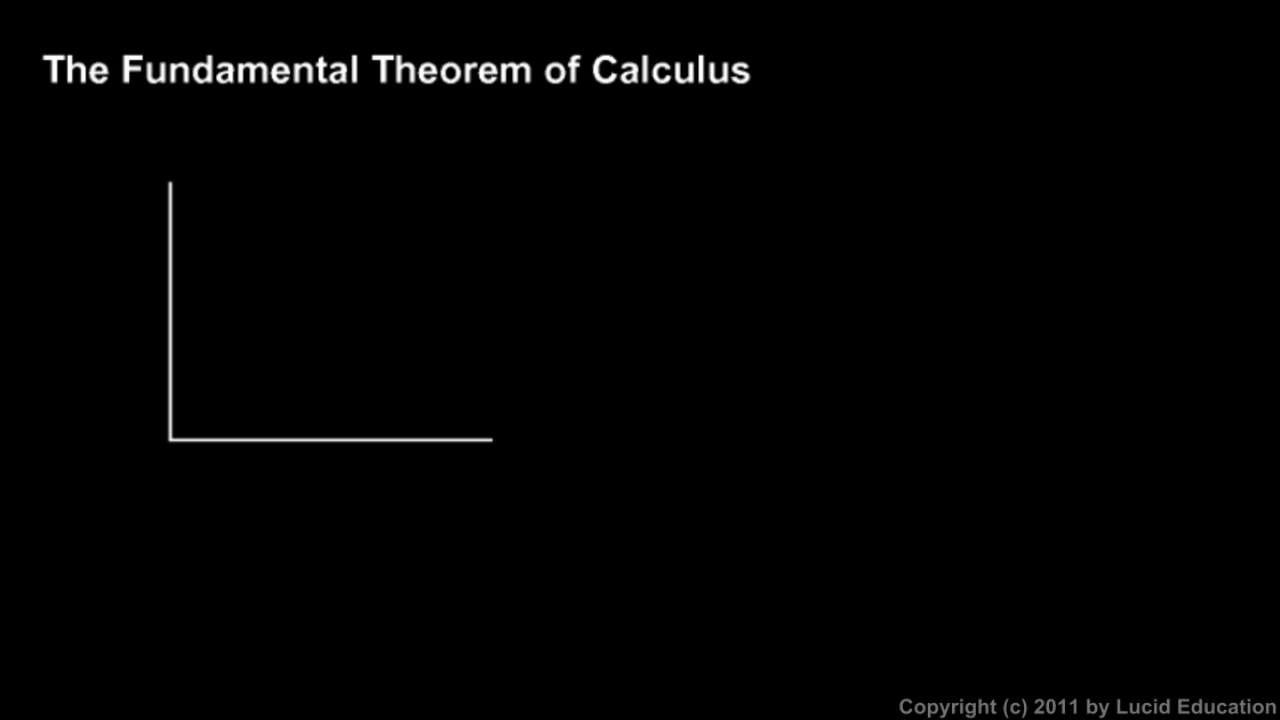 The Fundamental Theorem of Calculus
Copyright (c) 2011 by Lucid Education